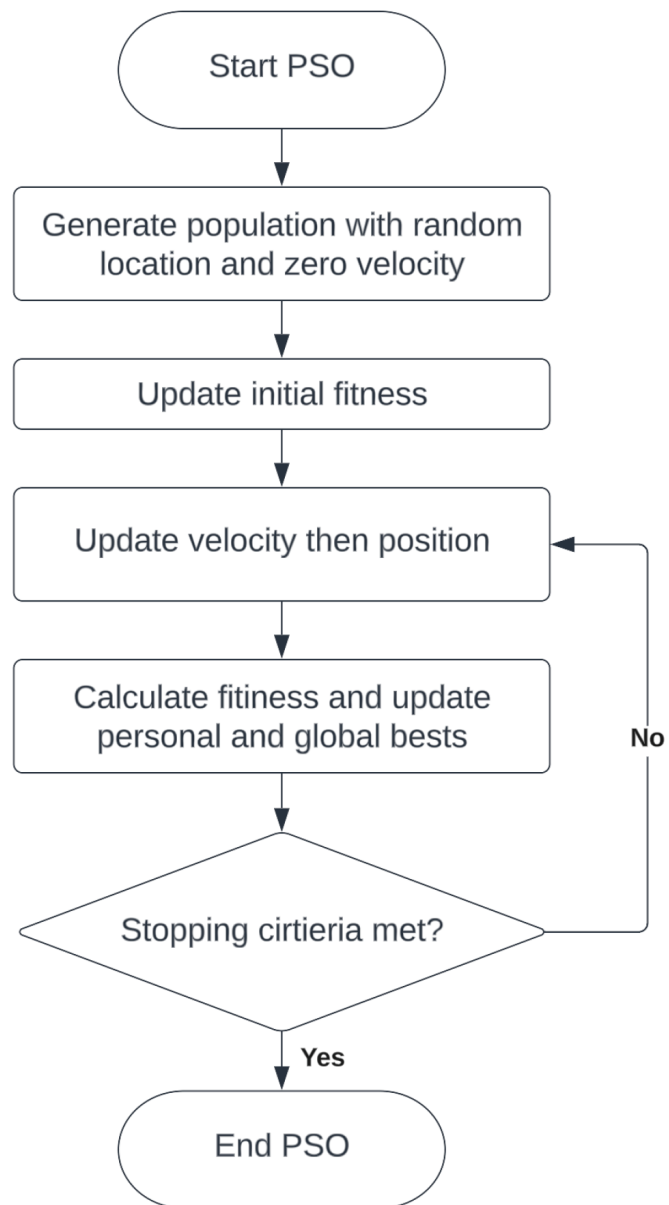 Start PSO
Generate population with random
location and zero velocity
Update initial fitness
Update velocity then position
Calculate fitiness and update
personal and global bests
No
Stopping cirtieria met?
Yes
End PSO